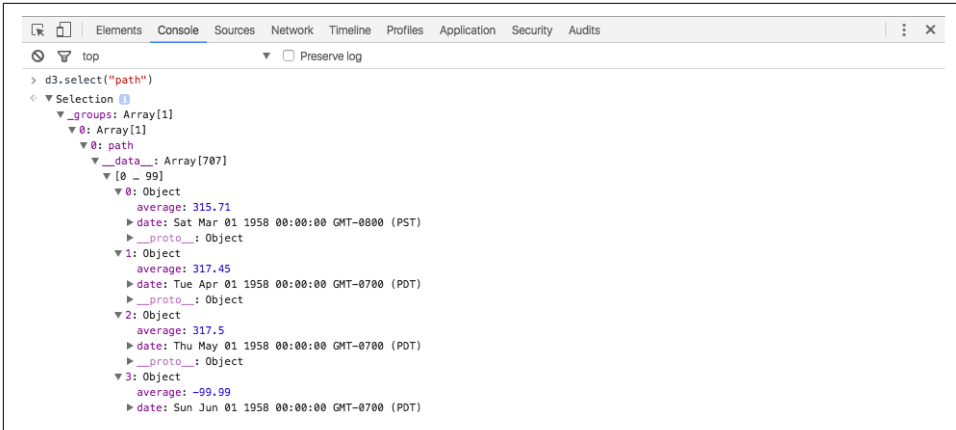 Elements Console Sources Network Timeline Profiles Application Security Audits
top Preserve log
> d3.select("path")
Selection i
_groups: Array[1]
0: Array[1]
0: path
__data__: Array[707]
[0 … 99]
0: Object
average: 315.71
date: Sat Mar 01 1958 00:00:00 GMT-0800 (PST)
__proto__: Object
1: Object
average: 317.45
date: Tue Apr 01 1958 00:00:00 GMT-0700 (PDT)
__proto__: Object
2: Object
average: 317.5
date: Thu May 01 1958 00:00:00 GMT-0700 (PDT)
__proto__: Object
3: Object
average: -99.99
date: Sun Jun 01 1958 00:00:00 GMT-0700 (PDT)